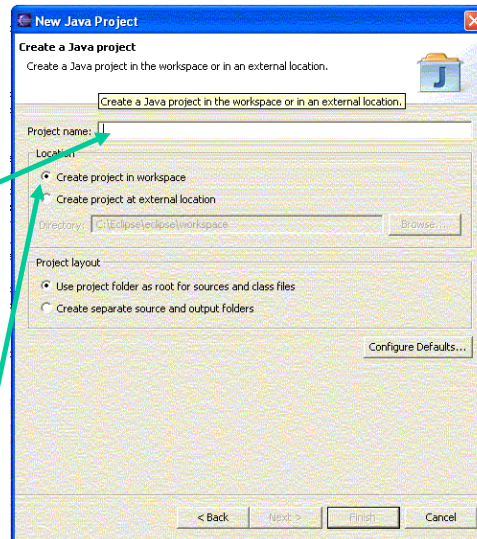 New Java Project
Create a Java project
Create a Java project in the workspace or in an external location.
Create a Java project in the workspace or in an external location.
Project name:
Location
Create project in workspace
Create project at external location
Directory: C:\Eclipse\eclipse\workspace Browse...
Project layout
Use project folder as root for sources and class files
Create separate source and output folders
Configure Defaults...
< Back Next > Finish Cancel